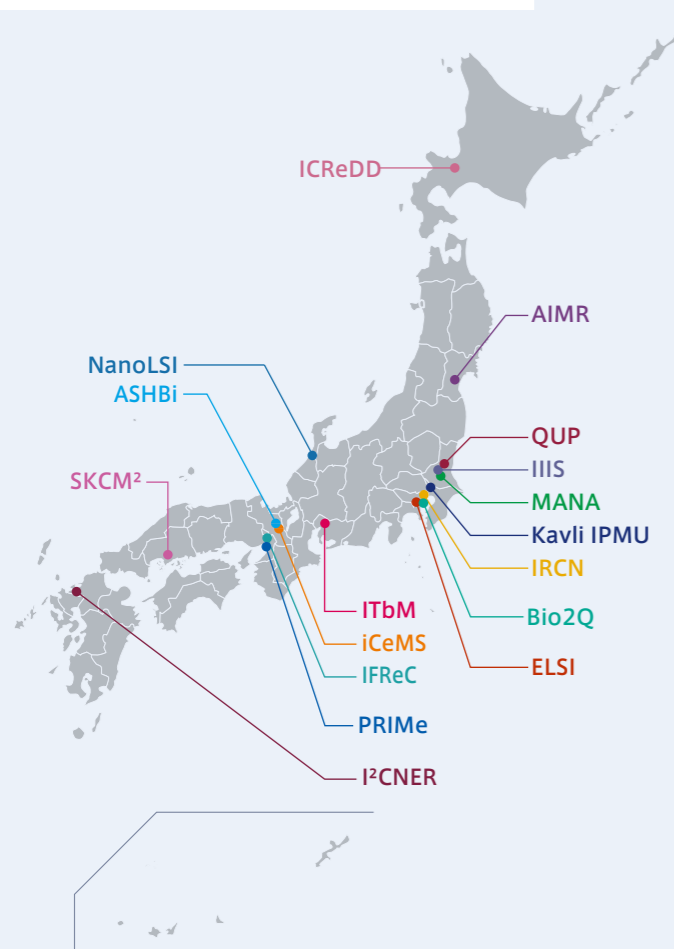 ICReDD
AIMR
NanoLSI
ASHBi
QUP
IIIS
SKCM²
MANA
Kavli IPMU
IRCN
ITbM
Bio2Q
iCeMS
ELSI
IFReC
PRIMe
I²CNER